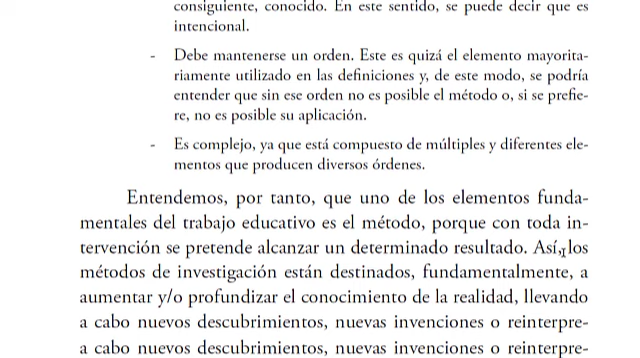 consiguiente, conocido. En este sentido, se puede decir que es
intencional.
- Debe mantenerse un orden. Este es quizá el elemento mayorita-
riamente utilizado en las definiciones y, de este modo, se podría
entender que sin ese orden no es posible el método o, si se prefie-
re, no es posible su aplicación.
- Es complejo, ya que está compuesto de múltiples y diferentes ele-
mentos que producen diversos órdenes.
Entendemos, por tanto, que uno de los elementos funda-
mentales del trabajo educativo es el método, porque con toda in-
tervención se pretende alcanzar un determinado resultado. Así, los
métodos de investigación están destinados, fundamentalmente, a
aumentar y/o profundizar el conocimiento de la realidad, llevando
a cabo nuevos descubrimientos, nuevas invenciones o reinterpre-
a cabo nuevos descubrimientos, nuevas invenciones o reinterpre-